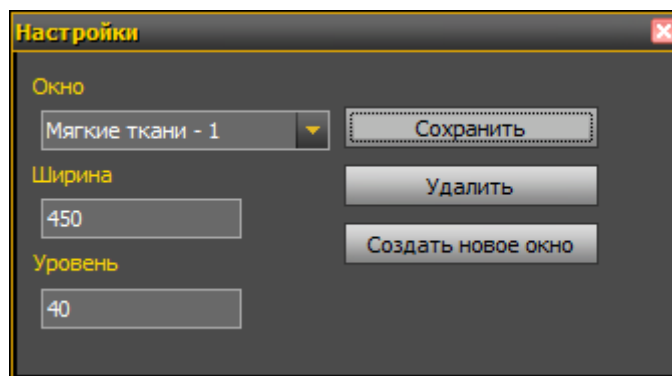 Настройки
Окно
Мягкие ткани - 1
Сохранить
Ширина
Удалить
450
Создать новое окно
Уровень
40